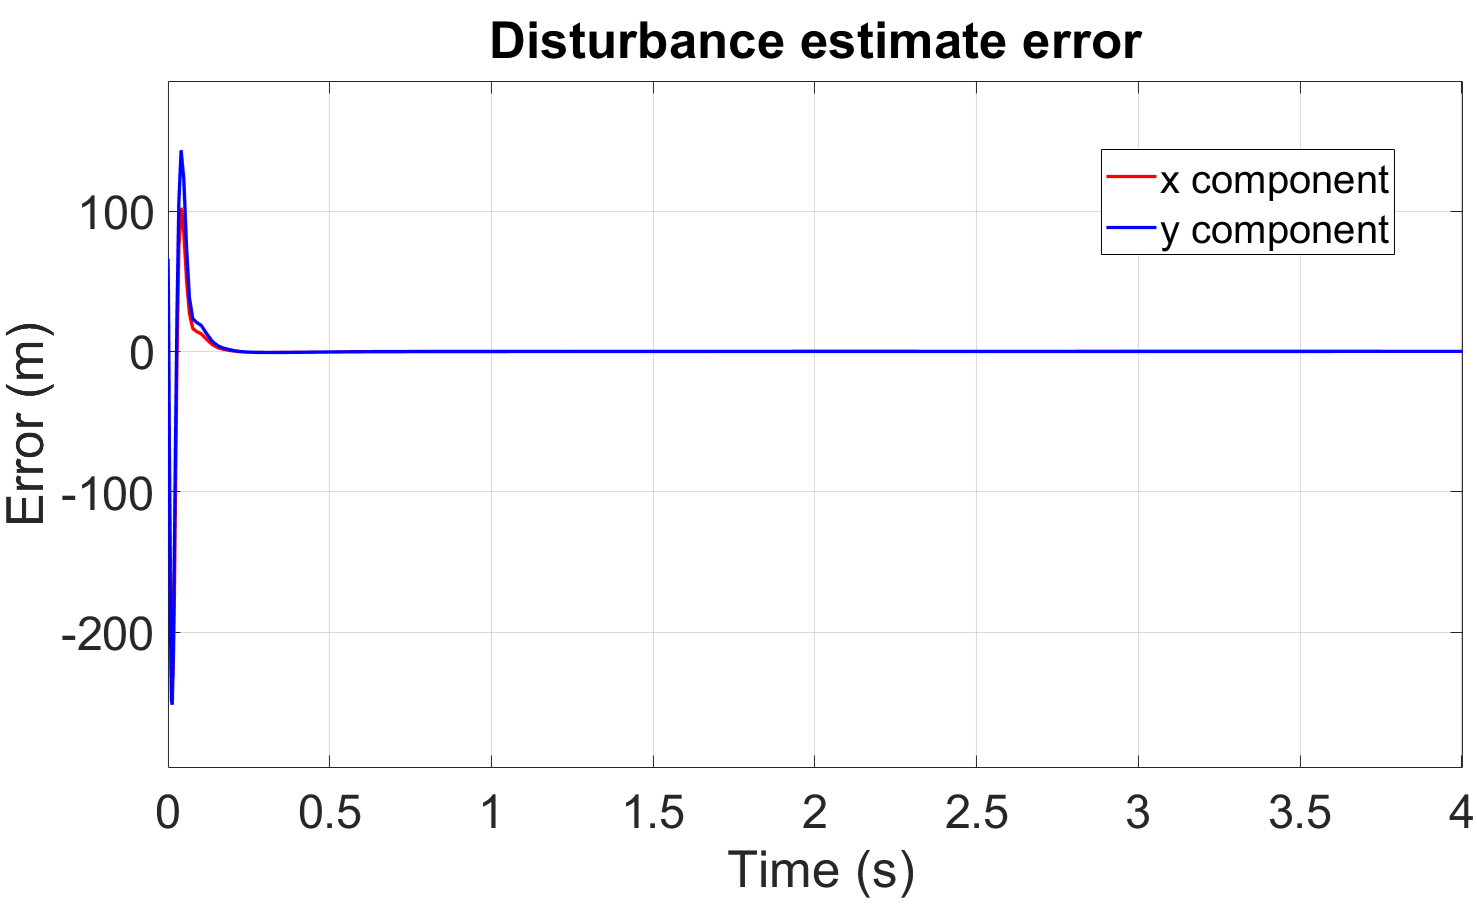 Disturbance estimate error
x component
y component
100
0
-100
-200
Error (m)
0 0.5 1 1.5 2 2.5 3 3.5 4
Time (s)